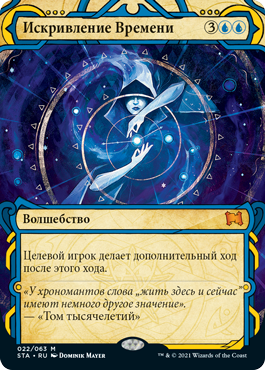 Искривление Времени 3
Волшебство
Целевой игрок делает дополнительный ход
после этого хода.
«У хрономантов слова „жить здесь и сейчас"
имеют немного другое значение».
— «Том тысячелетий»
022/063 M
STA • RU DOMINIK MAYER
™ & © 2021 Wizards of the Coast